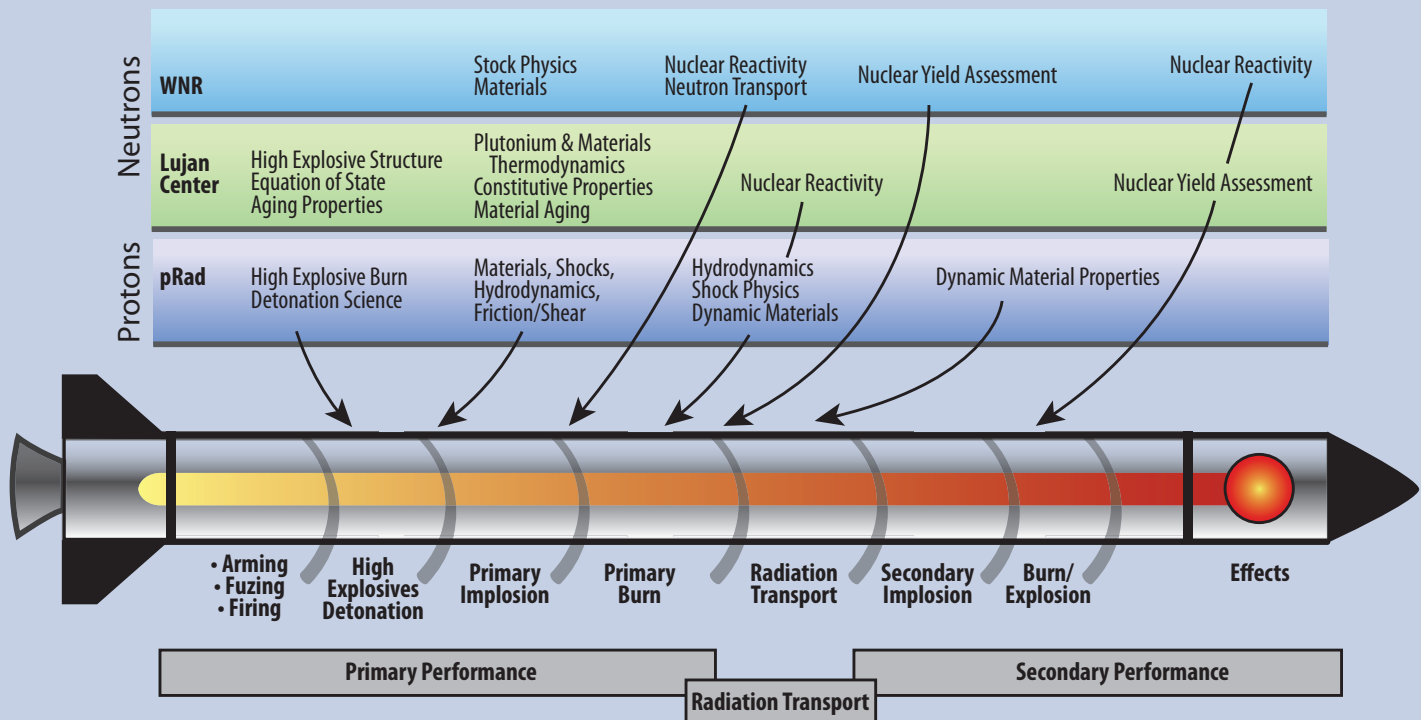 Neutrons
WNR
Stock Physics
Materials
Nuclear Reactivity
Neutron Transport
Nuclear Yield Assessment
Nuclear Reactivity
Lujan
Center
High Explosive Structure
Equation of State
Aging Properties
Plutonium & Materials
Thermodynamics
Constitutive Properties
Material Aging
Nuclear Reactivity
Nuclear Yield Assessment
Protons
pRad
High Explosive Burn
Detonation Science
Materials, Shocks,
Hydrodynamics,
Friction/Shear
Hydrodynamics
Shock Physics
Dynamic Materials
Dynamic Material Properties
• Arming
• Fuzing
• Firing
High
Explosives
Detonation
Primary
Implosion
Primary
Burn
Radiation
Transport
Secondary
Implosion
Burn/
Explosion
Effects
Primary Performance
Radiation Transport
Secondary Performance